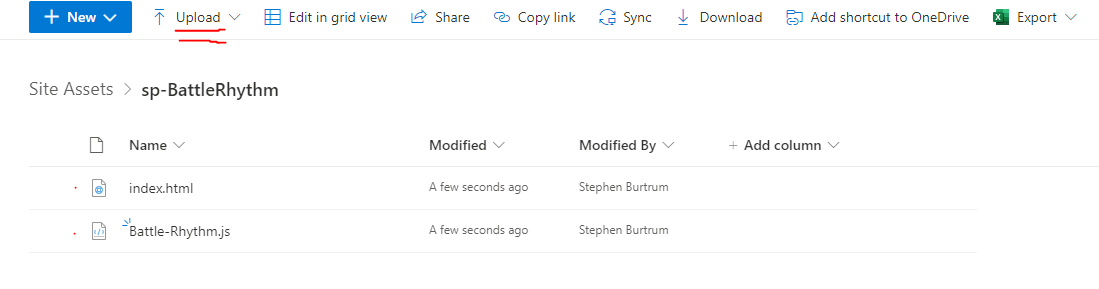 + New Upload Edit in grid view Share Copy link Sync Download Add shortcut to OneDrive Export
Site Assets > sp-BattleRhythm
Name Modified Modified By + Add column
index.html A few seconds ago Stephen Burtrum
Battle-Rhythm.js A few seconds ago Stephen Burtrum